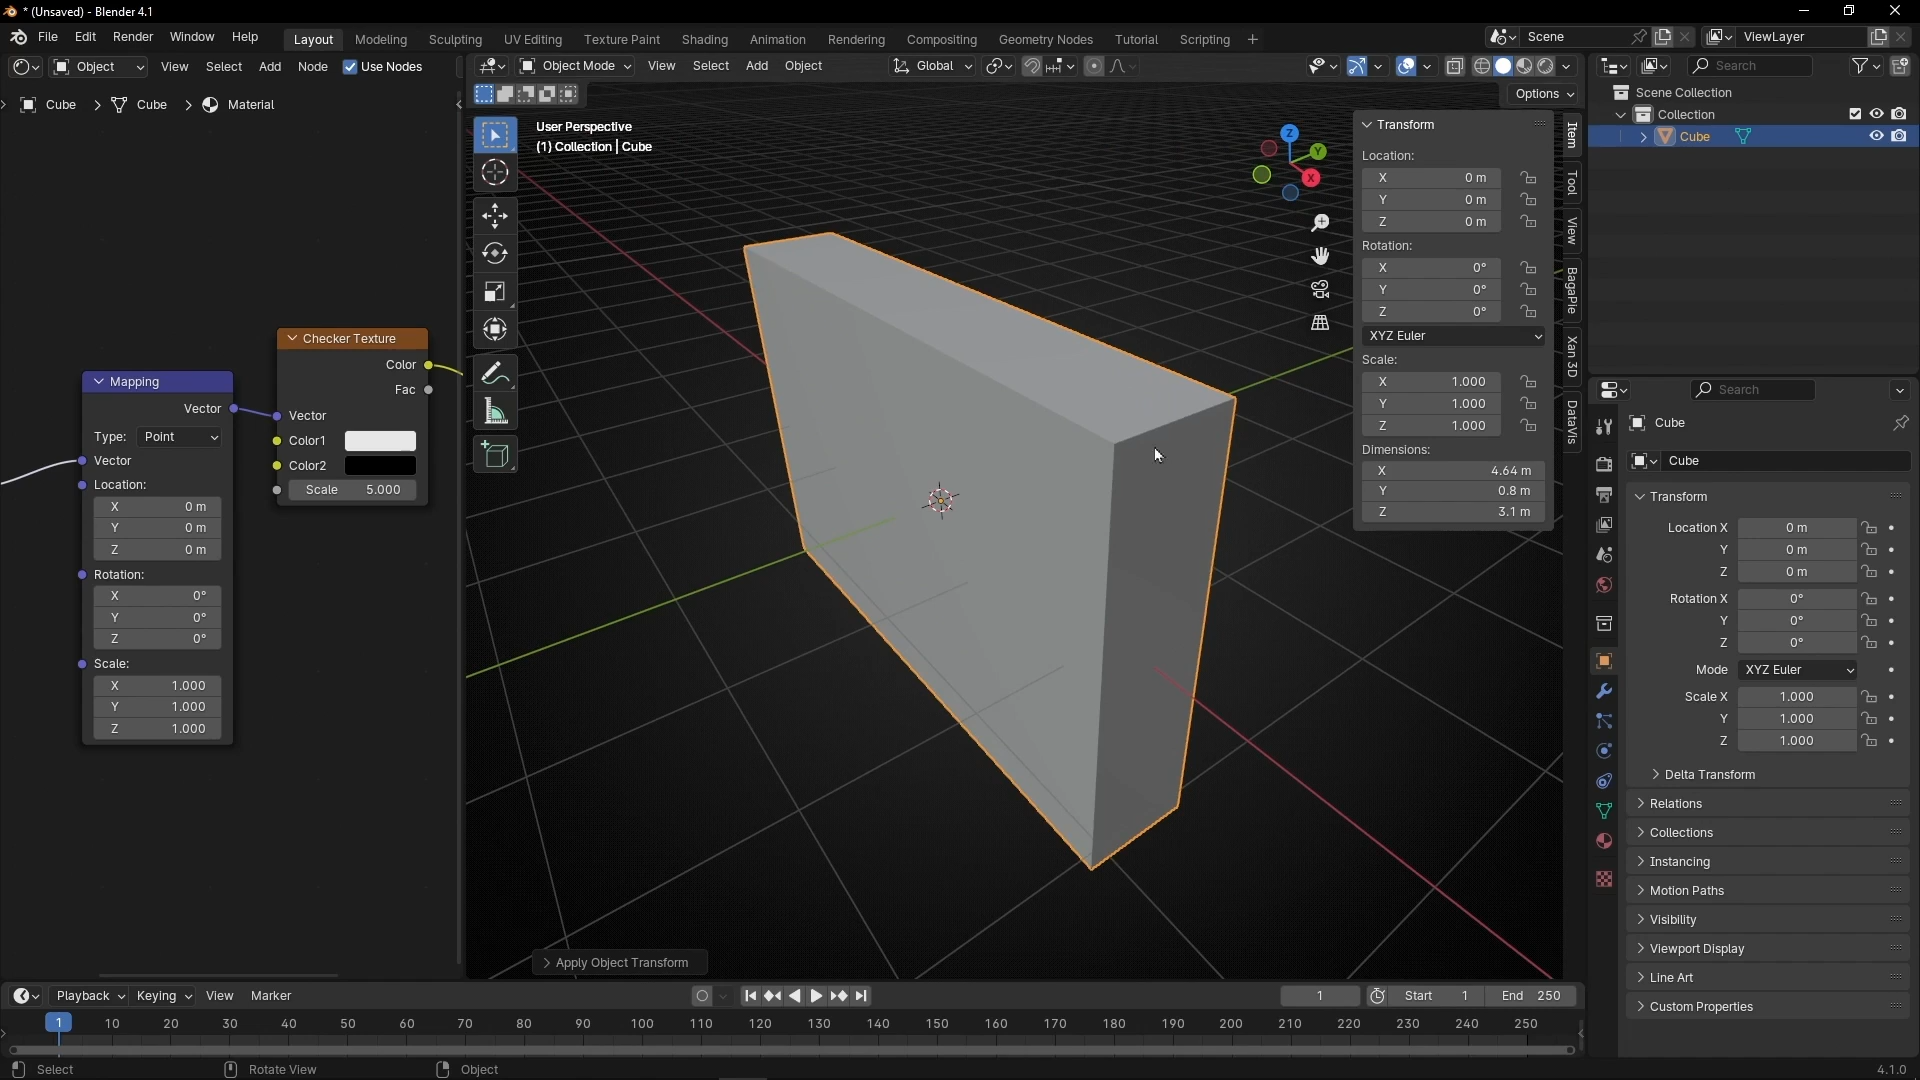 * (Unsaved) - Blender 4.1
File Edit Render Window Help
Layout Modeling Sculpting UV Editing Texture Paint Shading Animation Rendering Compositing Geometry Nodes Tutorial Scripting +
Scene
ViewLayer
Object View Select Add Node Use Nodes
Object Mode View Select Add Object
Global
Search
Options
Cube > Cube > Material
User Perspective
(1) Collection | Cube
Z
Y
X
Checker Texture
Color
Fac
Vector
Color1
Color2
Scale 5.000
Mapping
Vector
Type: Point
Vector
Location:
X 0 m
Y 0 m
Z 0 m
Rotation:
X 0°
Y 0°
Z 0°
Scale:
X 1.000
Y 1.000
Z 1.000
Transform
Location:
X 0 m
Y 0 m
Z 0 m
Rotation:
X 0°
Y 0°
Z 0°
XYZ Euler
Scale:
X 1.000
Y 1.000
Z 1.000
Dimensions:
X 4.64 m
Y 0.8 m
Z 3.1 m
Item
Tool
View
BagaPie
Xan 3D
DataVis
Scene Collection
Collection
Cube
Search
Cube
Cube
Transform
Location X 0 m
Y 0 m
Z 0 m
Rotation X 0°
Y 0°
Z 0°
Mode XYZ Euler
Scale X 1.000
Y 1.000
Z 1.000
Delta Transform
Relations
Collections
Instancing
Motion Paths
Visibility
Viewport Display
Line Art
Custom Properties
Apply Object Transform
Playback Keying View Marker
1 Start 1 End 250
1 10 20 30 40 50 60 70 80 90 100 110 120 130 140 150 160 170 180 190 200 210 220 230 240 250
Select Rotate View Object 4.1.0